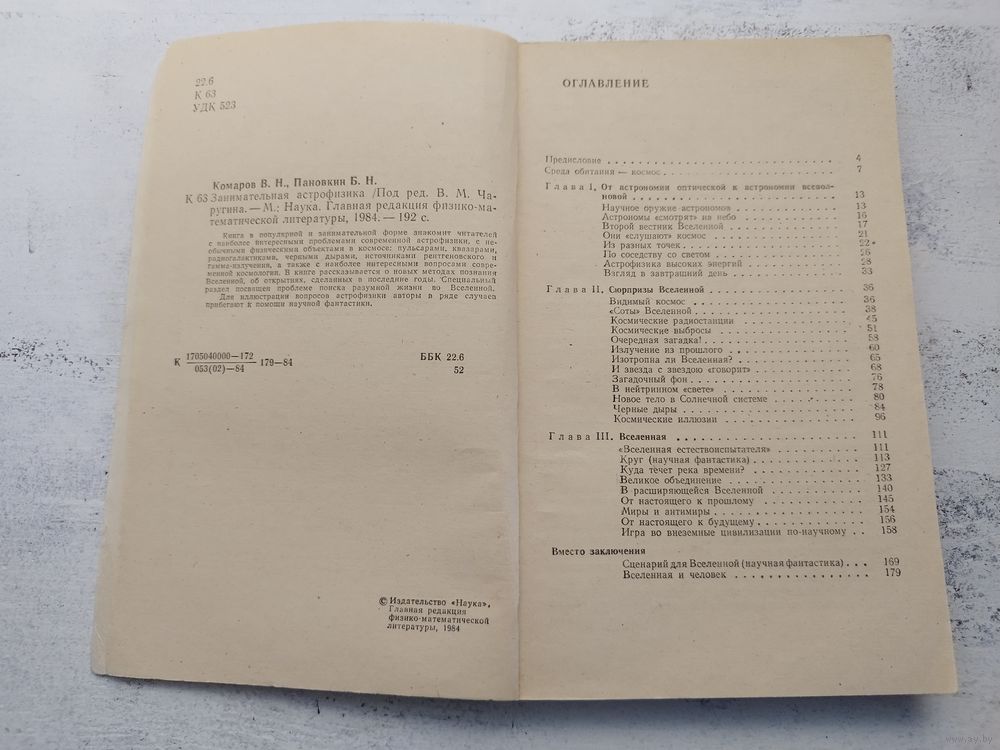 22.6
К 63
УДК 523
Комаров В. Н., Пановкин Б. Н.
К 63 Занимательная астрофизика /Под ред. В. М. Ча-
ругина. — М.: Наука. Главная редакция физико-ма-
тематической литературы, 1984. — 192 с.
Книга в популярной и занимательной форме знакомит читателей
с наиболее интересными проблемами современной астрофизики, с не-
обычными физическими объектами в космосе: пульсарами, квазарами,
радиогалактиками, черными дырами, источниками рентгеновского и
гамма-излучения, а также с наиболее интересными вопросами совре-
менной космологии. В книге рассказывается о новых методах познания
Вселенной, об открытиях, сделанных в последние годы. Специальный
раздел посвящен проблеме поиска разумной жизни во Вселенной.
Для иллюстрации вопросов астрофизики авторы в ряде случаев
прибегают к помощи научной фантастики.
К 1705040000—172
053(02)—84 179—84
ББК 22.6
52
© Издательство «Наука».
Главная редакция
физико-математической
литературы, 1984
ОГЛАВЛЕНИЕ
Предисловие . . . . . . . . . . 4
Среда обитания — космос . . . . . . . . . . 7
Глава I. От астрономии оптической к астрономии всевол-
новой . . . . . . . . . . 13
Научное оружие астрономов . . . . . . . . . . 13
Астрономы «смотрят» на небо . . . . . . . . . . 16
Второй вестник Вселенной . . . . . . . . . . 17
Они «слушают» космос . . . . . . . . . . 21
Из разных точек . . . . . . . . . . 22
По соседству со светом . . . . . . . . . . 26
Астрофизика высоких энергий . . . . . . . . . . 28
Взгляд в завтрашний день . . . . . . . . . . 33
Глава II. Сюрпризы Вселенной . . . . . . . . . . 36
Видимый космос . . . . . . . . . . 36
«Соты» Вселенной . . . . . . . . . . 38
Космические радиостанции . . . . . . . . . . 45
Космические выбросы . . . . . . . . . . 51
Очередная загадка! . . . . . . . . . . 58
Излучение из прошлого . . . . . . . . . . 60
Изотропна ли Вселенная? . . . . . . . . . . 65
И звезда с звездою «говорит» . . . . . . . . . . 68
Загадочный фон . . . . . . . . . . 76
В нейтринном «свете» . . . . . . . . . . 78
Новое тело в Солнечной системе . . . . . . . . . . 80
Черные дыры . . . . . . . . . . 84
Космические иллюзии . . . . . . . . . . 96
Глава III. Вселенная . . . . . . . . . . 111
«Вселенная естествоиспытателя» . . . . . . . . . . 111
Круг (научная фантастика) . . . . . . . . . . 113
Куда течет река времени? . . . . . . . . . . 127
Великое объединение . . . . . . . . . . 133
В расширяющейся Вселенной . . . . . . . . . . 140
От настоящего к прошлому . . . . . . . . . . 145
Миры и антимиры . . . . . . . . . . 154
От настоящего к будущему . . . . . . . . . . 156
Игра во внеземные цивилизации по-научному . . 158
Вместо заключения
Сценарий для Вселенной (научная фантастика) . . . 169
Вселенная и человек . . . . . . . . . . 179
www.ay.by